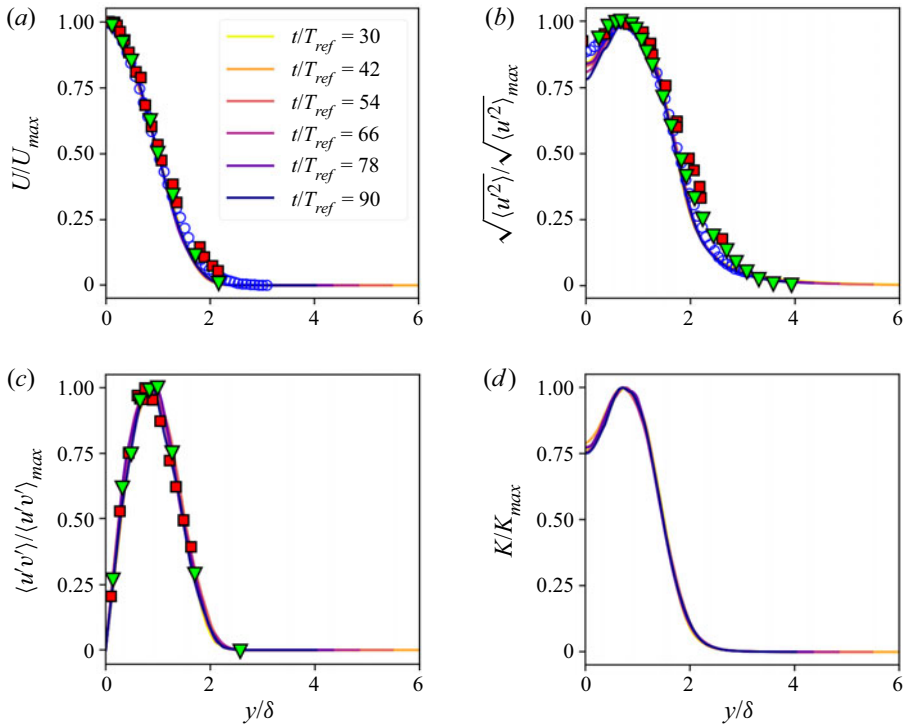 (a)
1.00
0.75
0.50
0.25
0
U/U_max
0 2 4 6
t/T_ref = 30
t/T_ref = 42
t/T_ref = 54
t/T_ref = 66
t/T_ref = 78
t/T_ref = 90
(b)
1.00
0.75
0.50
0.25
0
√⟨u′²⟩/√⟨u′²⟩_max
0 2 4 6
(c)
1.00
0.75
0.50
0.25
0
⟨u′v′⟩/⟨u′v′⟩_max
0 2 4 6
y/δ
(d)
1.00
0.75
0.50
0.25
0
K/K_max
0 2 4 6
y/δ